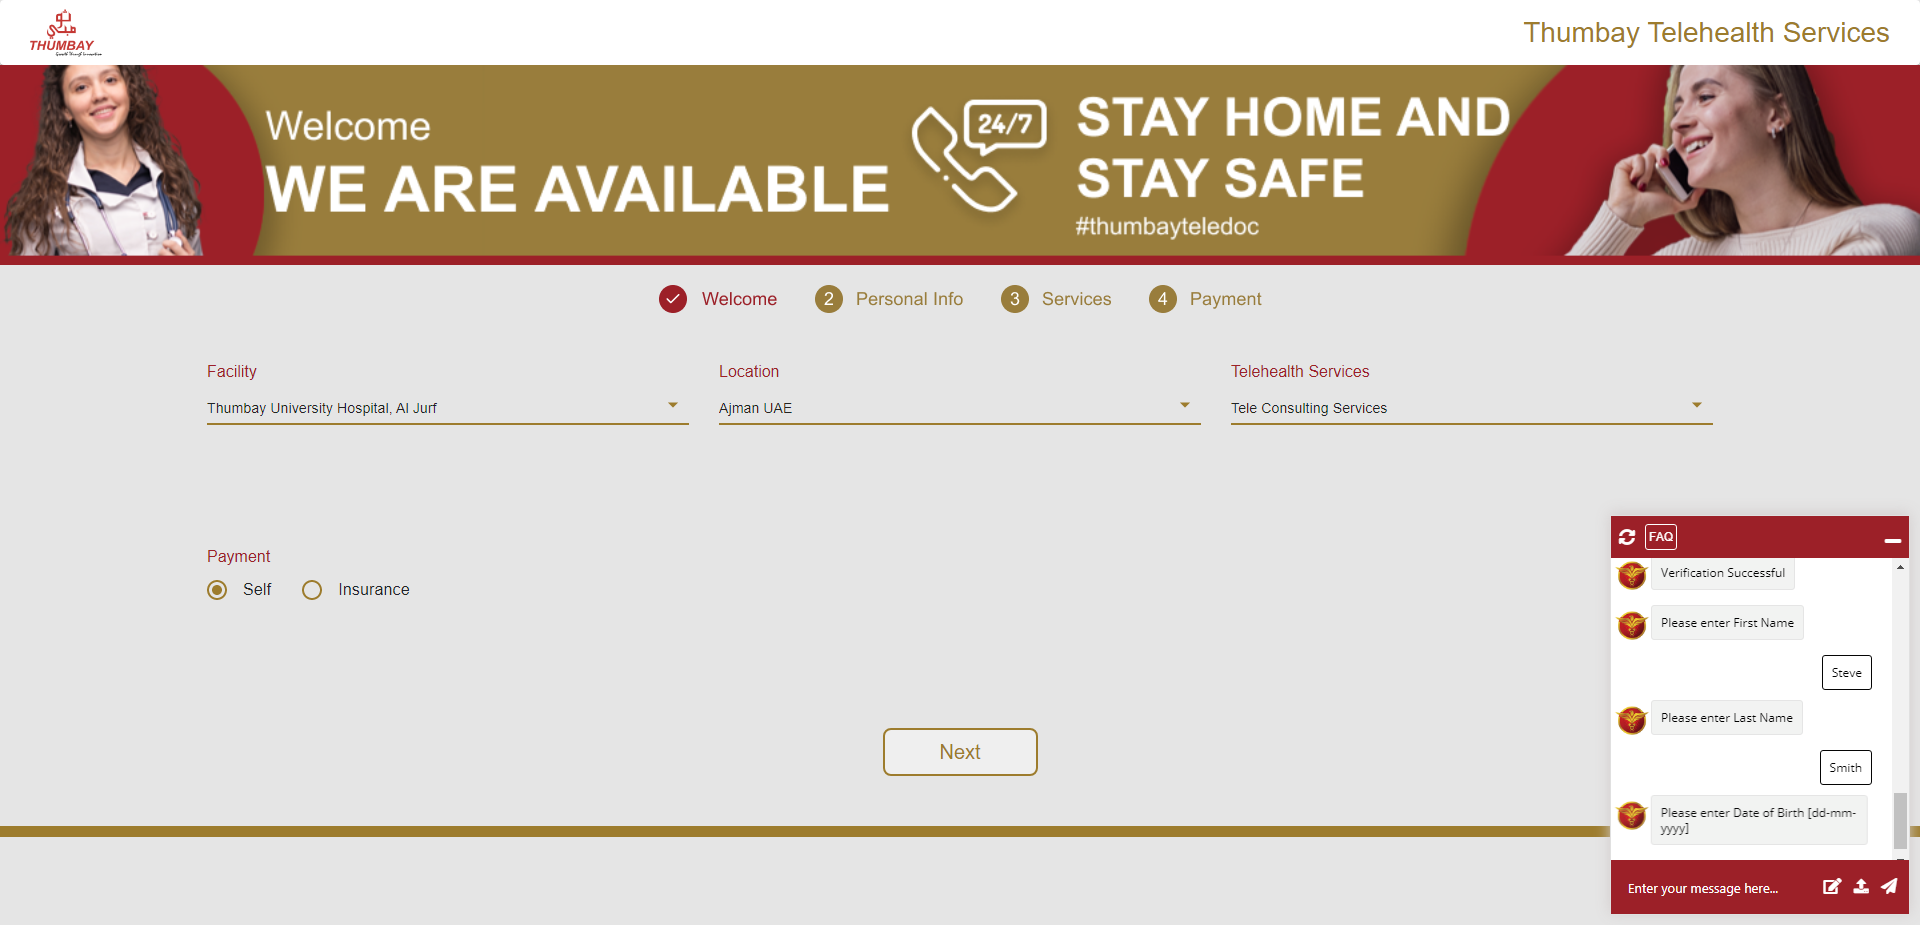 ثومبي
THUMBAY
Thumbay Telehealth Services
Welcome
WE ARE AVAILABLE
24/7
STAY HOME AND
STAY SAFE
#thumbayteledoc
Welcome
2 Personal Info
3 Services
4 Payment
Facility
Thumbay University Hospital, Al Jurf
Location
Ajman UAE
Telehealth Services
Tele Consulting Services
Payment
Self
Insurance
Next
FAQ
Verification Successful
Please enter First Name
Steve
Please enter Last Name
Smith
Please enter Date of Birth [dd-mm-
yyyy]
Enter your message here...